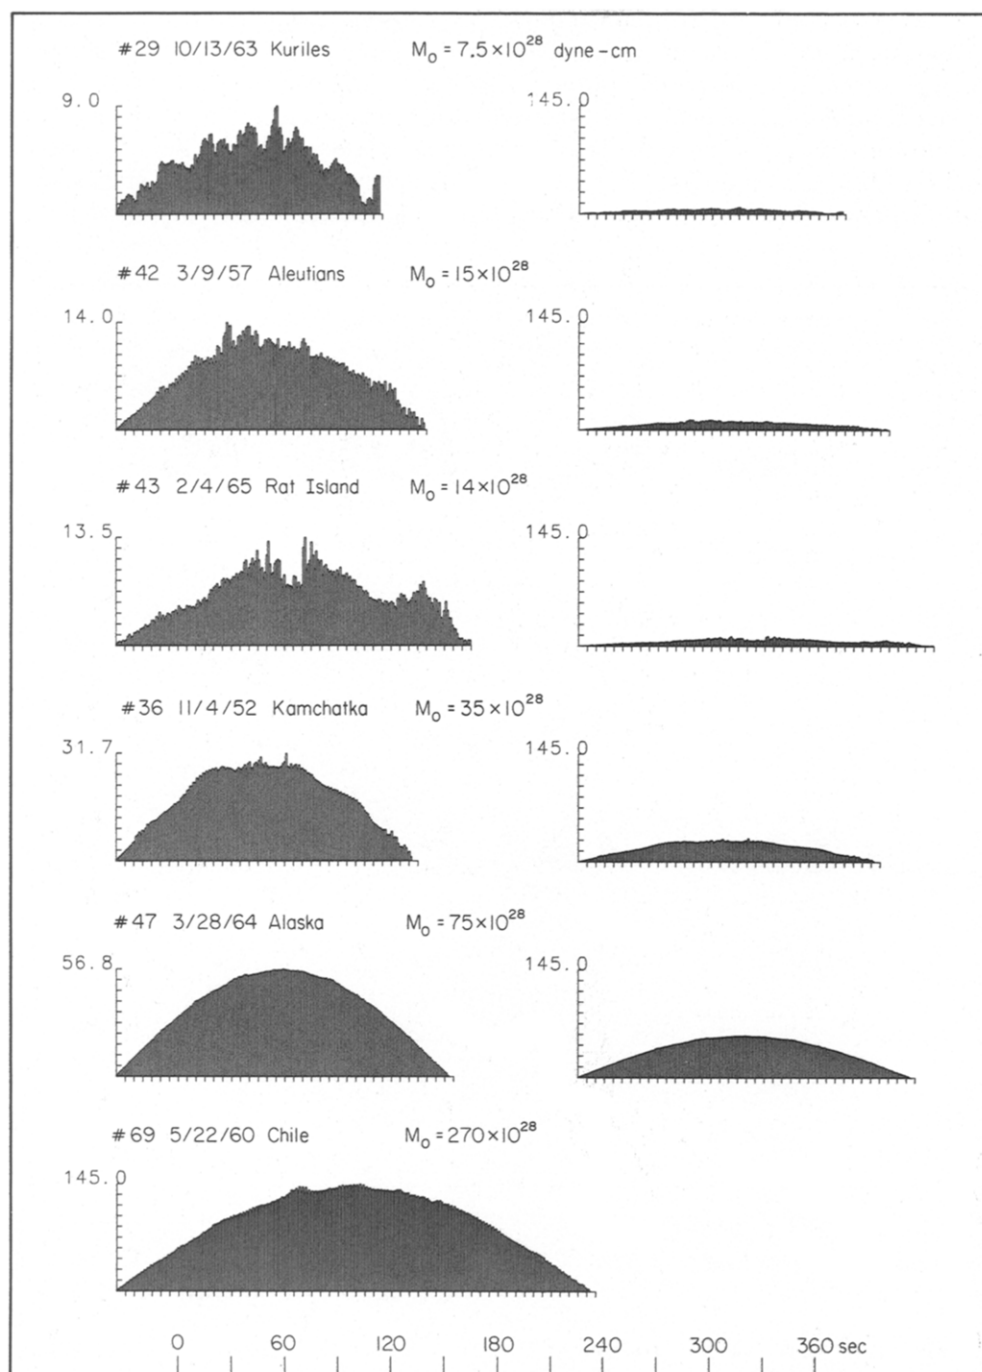 #29 10/13/63 Kuriles M₀ = 7.5×10²⁸ dyne-cm
9.0 145.0
#42 3/9/57 Aleutians M₀ = 15×10²⁸
14.0 145.0
#43 2/4/65 Rat Island M₀ = 14×10²⁸
13.5 145.0
#36 11/4/52 Kamchatka M₀ = 35×10²⁸
31.7 145.0
#47 3/28/64 Alaska M₀ = 75×10²⁸
56.8 145.0
#69 5/22/60 Chile M₀ = 270×10²⁸
145.0
0 60 120 180 240 300 360 sec